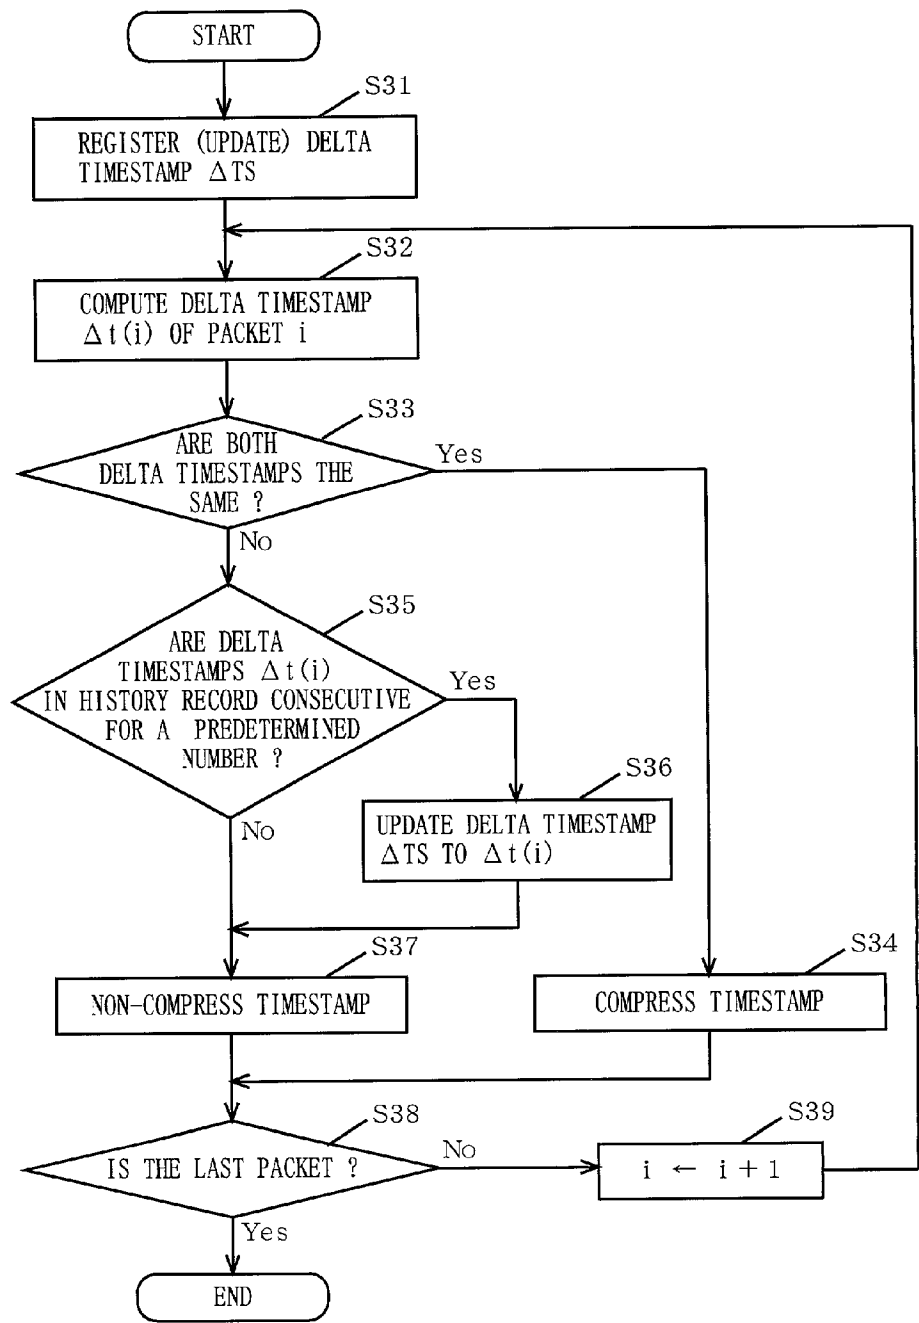 START
S31
REGISTER (UPDATE) DELTA
TIMESTAMP ΔTS
S32
COMPUTE DELTA TIMESTAMP
Δt(i) OF PACKET i
S33
ARE BOTH
DELTA TIMESTAMPS THE
SAME ?
Yes
No
S35
ARE DELTA
TIMESTAMPS Δt(i)
IN HISTORY RECORD CONSECUTIVE
FOR A PREDETERMINED
NUMBER ?
Yes
No
S36
UPDATE DELTA TIMESTAMP
ΔTS TO Δt(i)
S37
NON-COMPRESS TIMESTAMP
S34
COMPRESS TIMESTAMP
S38
IS THE LAST PACKET ?
No
S39
i ← i+1
Yes
END